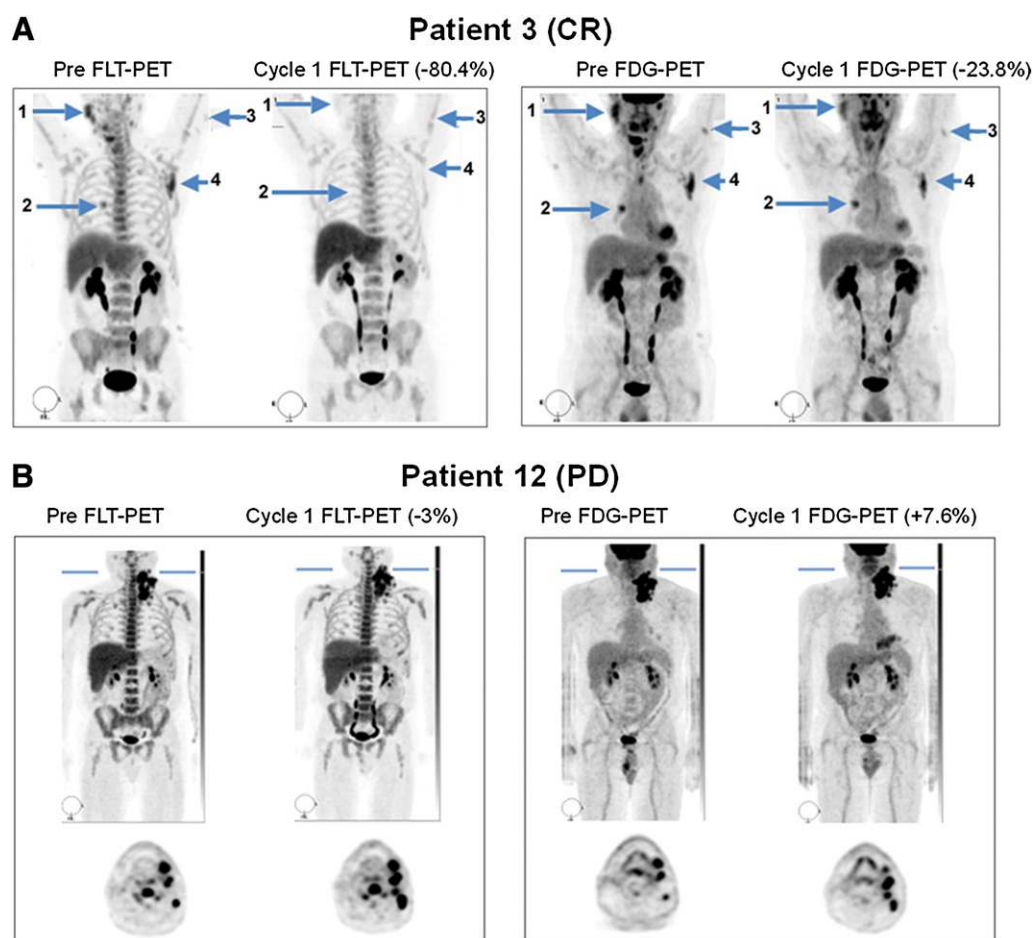 A
Patient 3 (CR)
Pre FLT-PET
Cycle 1 FLT-PET (-80.4%)
Pre FDG-PET
Cycle 1 FDG-PET (-23.8%)
1
3
4
2
1
3
4
2
1
3
4
2
1
3
4
2
B
Patient 12 (PD)
Pre FLT-PET
Cycle 1 FLT-PET (-3%)
Pre FDG-PET
Cycle 1 FDG-PET (+7.6%)